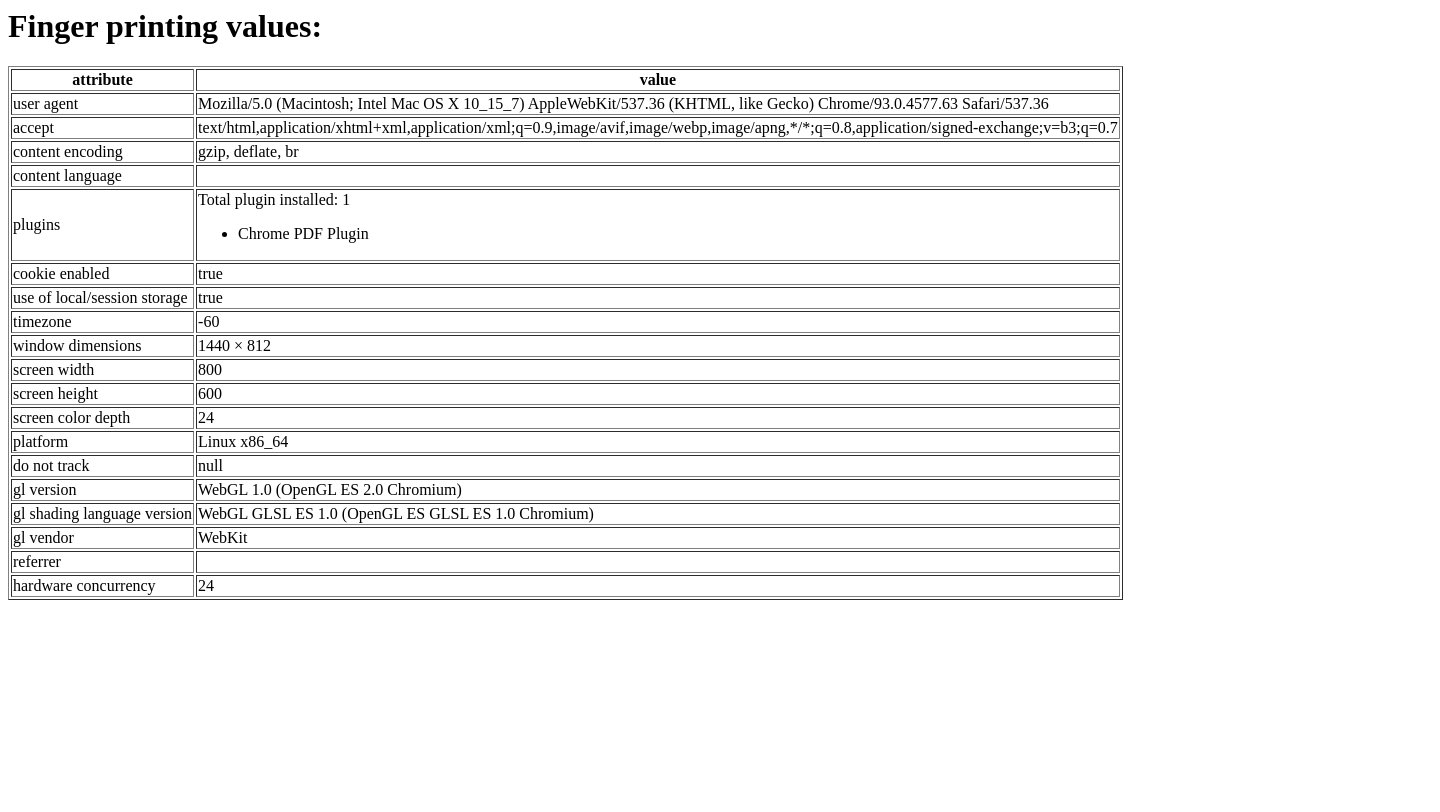 Finger printing values:
attribute value
user agent Mozilla/5.0 (Macintosh; Intel Mac OS X 10_15_7) AppleWebKit/537.36 (KHTML, like Gecko) Chrome/93.0.4577.63 Safari/537.36
accept text/html,application/xhtml+xml,application/xml;q=0.9,image/avif,image/webp,image/apng,*/*;q=0.8,application/signed-exchange;v=b3;q=0.7
content encoding gzip, deflate, br
content language
plugins Total plugin installed: 1
• Chrome PDF Plugin
cookie enabled true
use of local/session storage true
timezone -60
window dimensions 1440 × 812
screen width 800
screen height 600
screen color depth 24
platform Linux x86_64
do not track null
gl version WebGL 1.0 (OpenGL ES 2.0 Chromium)
gl shading language version WebGL GLSL ES 1.0 (OpenGL ES GLSL ES 1.0 Chromium)
gl vendor WebKit
referrer
hardware concurrency 24